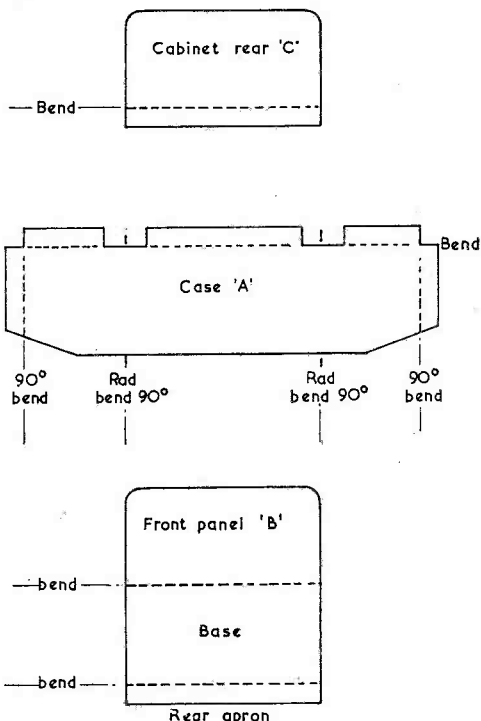 Cabinet rear 'C'
Bend
Bend
Case 'A'
90°
bend
Rad
bend 90°
Rad
bend 90°
90°
bend
Front panel 'B'
bend
Base
bend
Rear apron